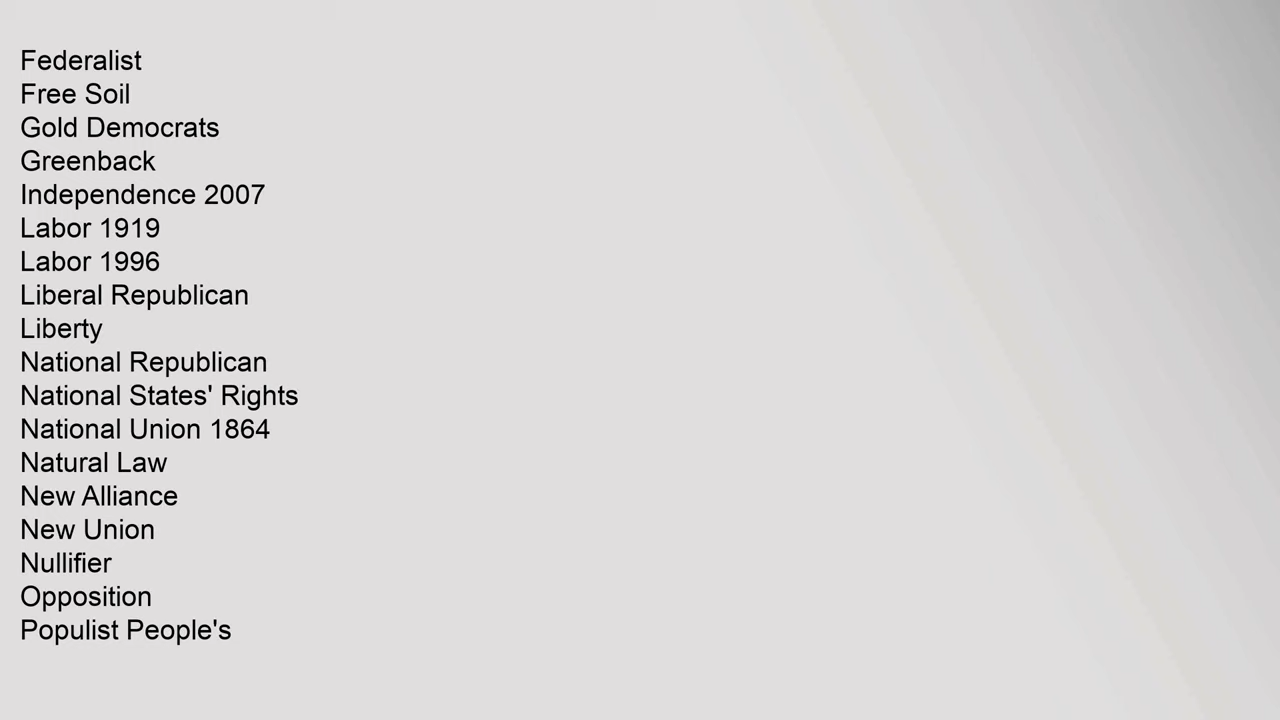 Federalist
Free Soil
Gold Democrats
Greenback
Independence 2007
Labor 1919
Labor 1996
Liberal Republican
Liberty
National Republican
National States' Rights
National Union 1864
Natural Law
New Alliance
New Union
Nullifier
Opposition
Populist People's